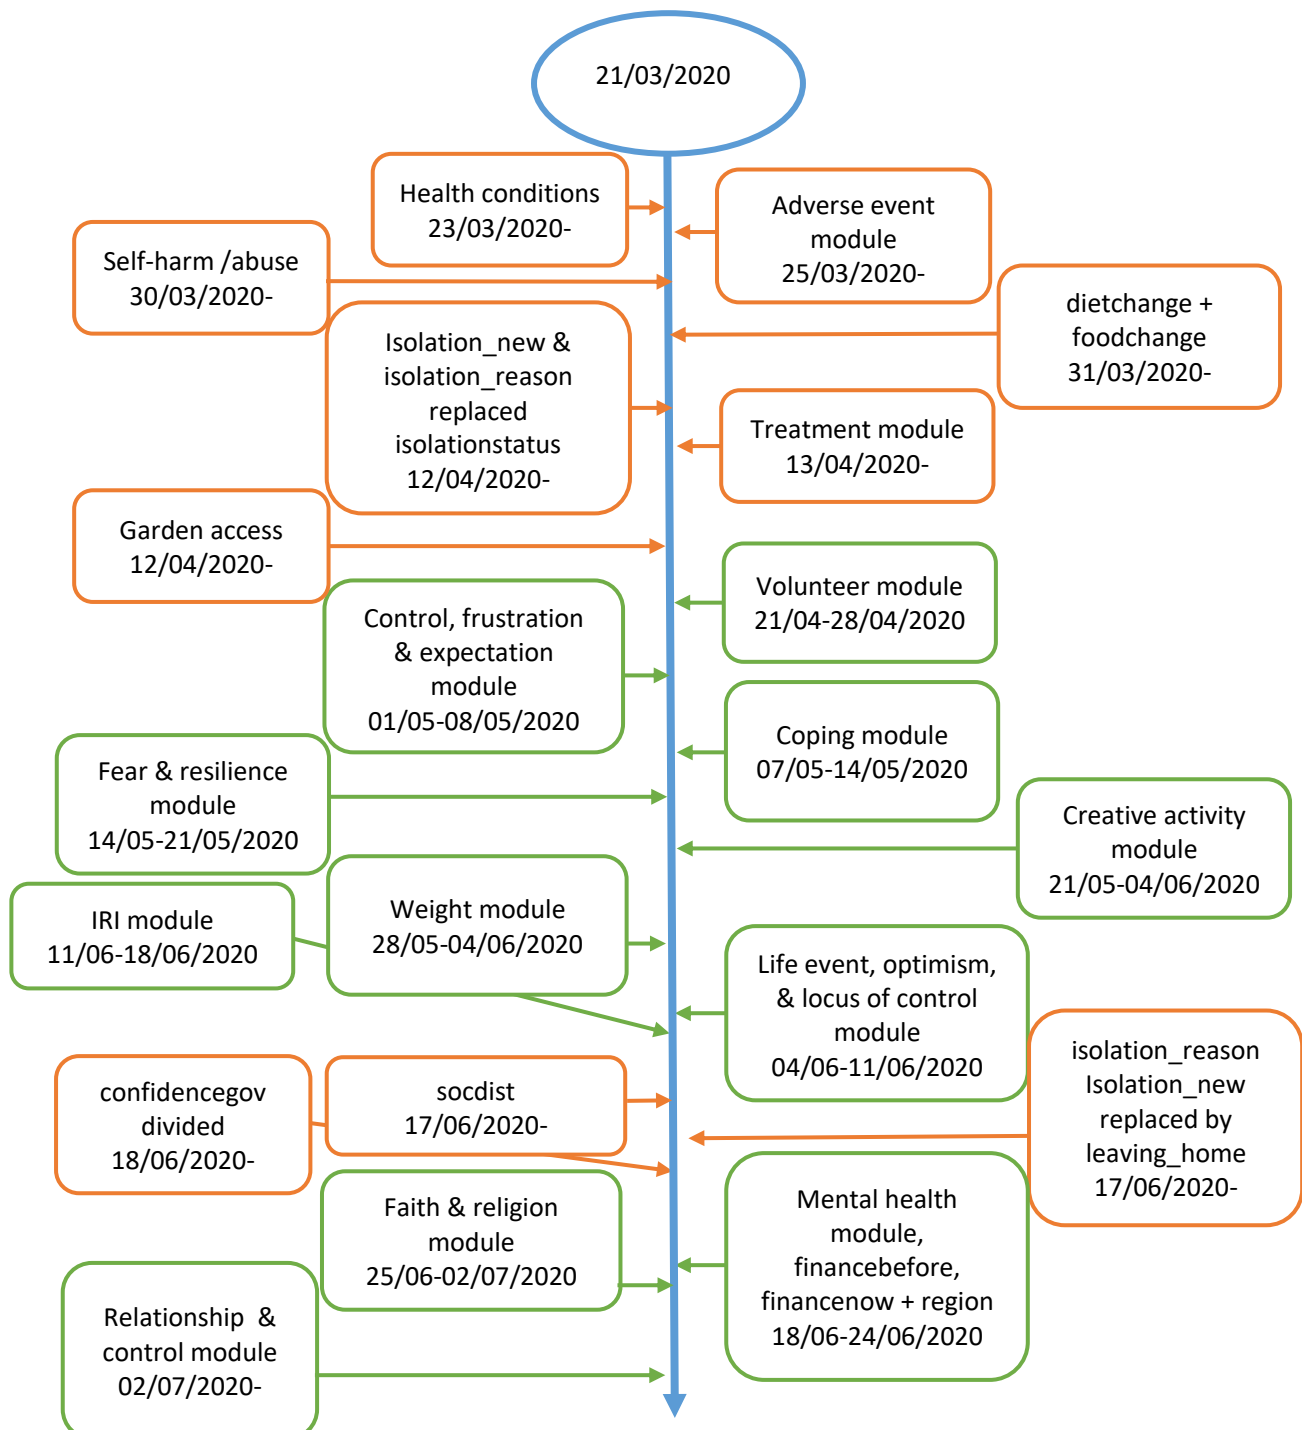 21/03/2020
Health conditions
23/03/2020-
Adverse event
module
25/03/2020-
Self-harm /abuse
30/03/2020-
dietchange +
foodchange
31/03/2020-
Isolation_new &
isolation_reason
replaced
isolationstatus
12/04/2020-
Treatment module
13/04/2020-
Garden access
12/04/2020-
Volunteer module
21/04-28/04/2020
Control, frustration
& expectation
module
01/05-08/05/2020
Coping module
07/05-14/05/2020
Fear & resilience
module
14/05-21/05/2020
Creative activity
module
21/05-04/06/2020
IRI module
11/06-18/06/2020
Weight module
28/05-04/06/2020
Life event, optimism,
& locus of control
module
04/06-11/06/2020
isolation_reason
Isolation_new
replaced by
leaving_home
17/06/2020-
confidencegov
divided
18/06/2020-
socdist
17/06/2020-
Faith & religion
module
25/06-02/07/2020
Mental health
module,
financebefore,
financenow + region
18/06-24/06/2020
Relationship  &
control module
02/07/2020-